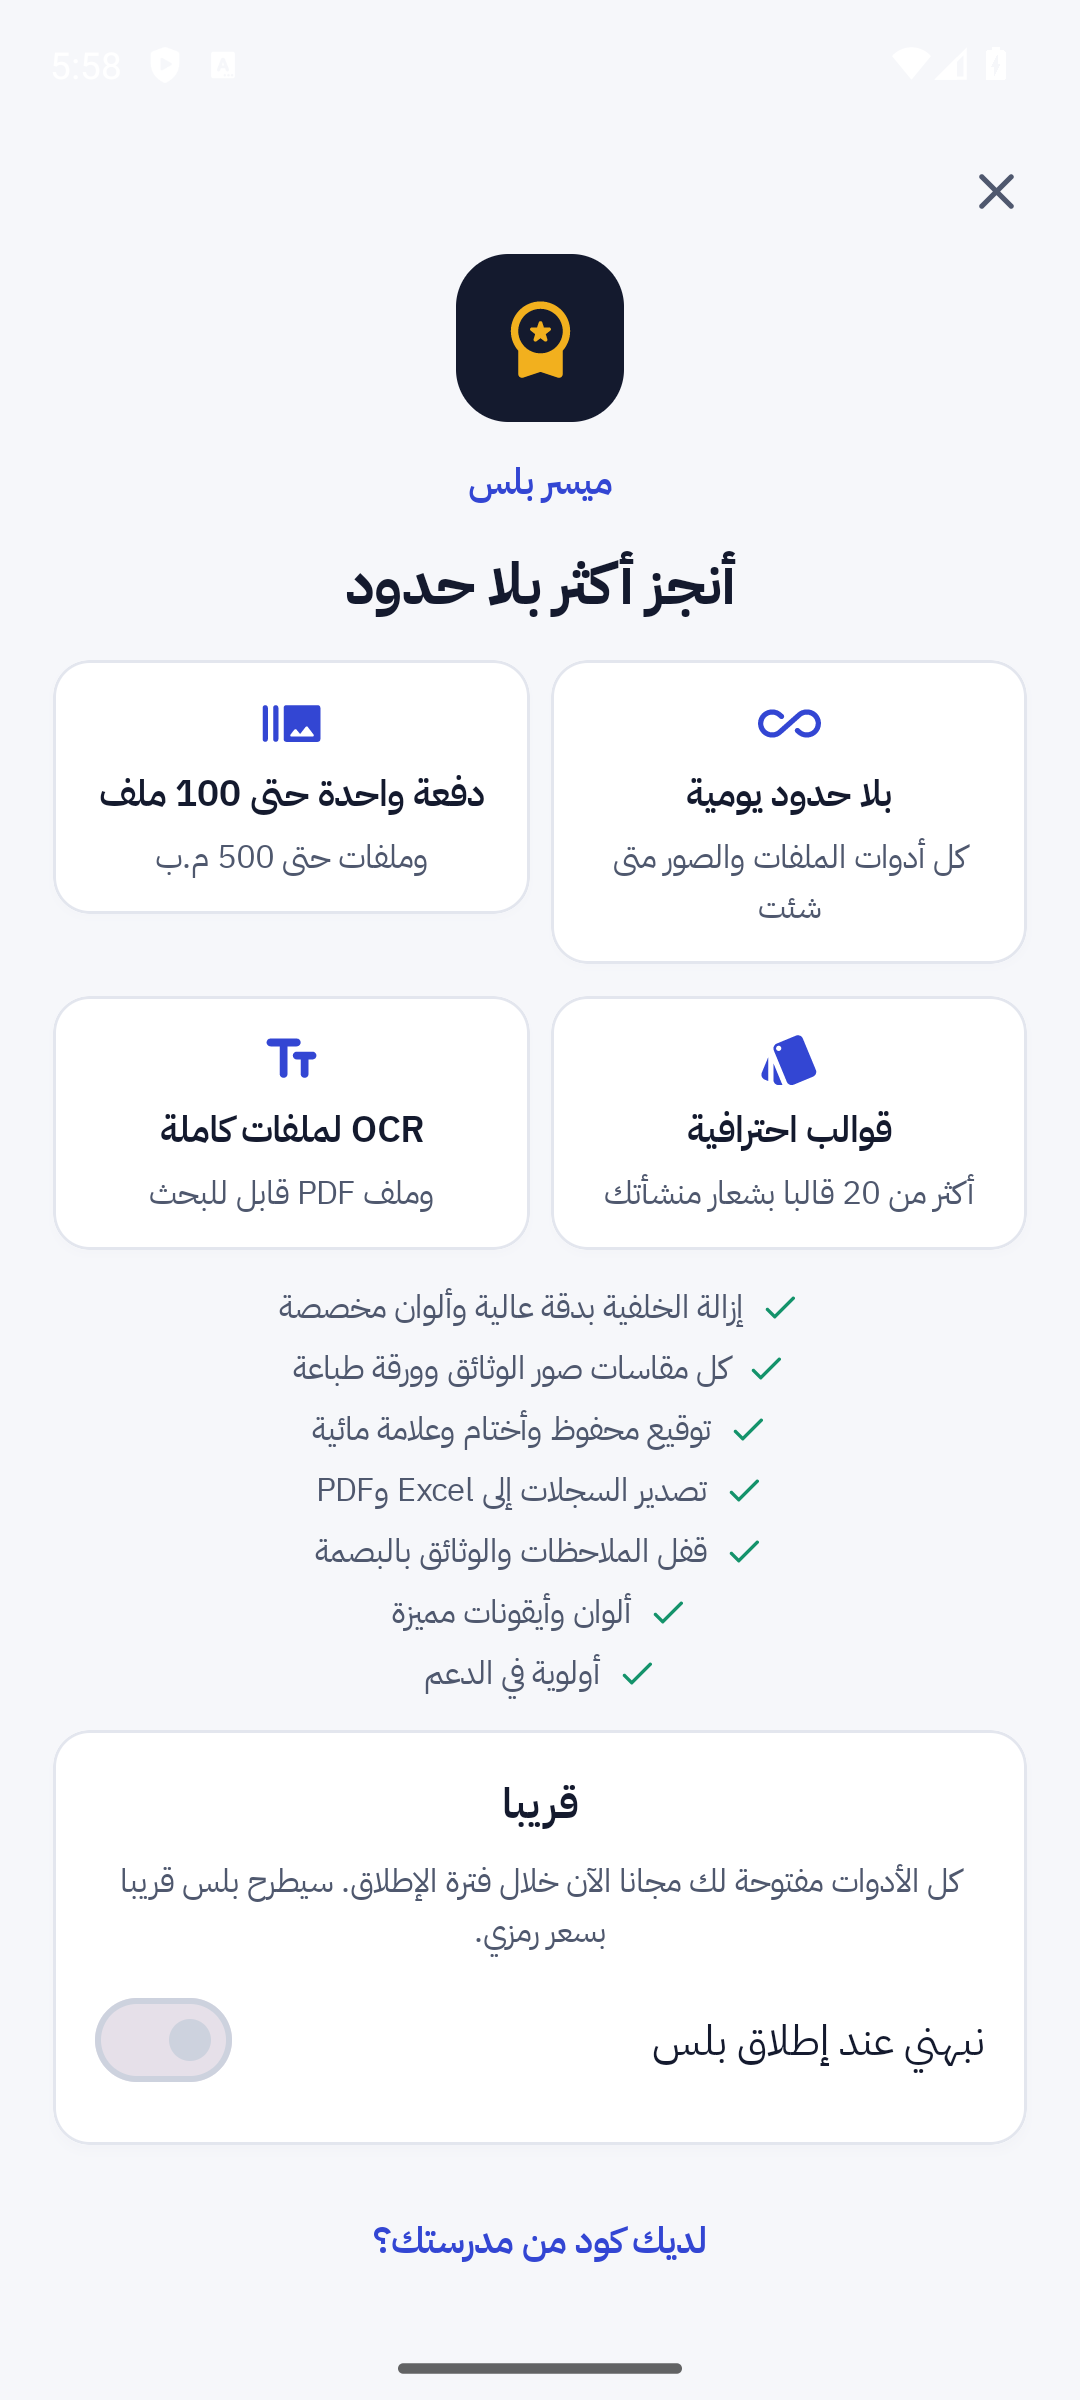 5:58
ميسر بلس
أنجز أكثر بلا حدود
بلا حدود يومية
كل أدوات الملفات والصور متى
شئت
دفعة واحدة حتى 100 ملف
وملفات حتى 500 م.ب
قوالب احترافية
أكثر من 20 قالبا بشعار منشأتك
OCR لملفات كاملة
وملف PDF قابل للبحث
إزالة الخلفية بدقة عالية وألوان مخصصة
كل مقاسات صور الوثائق وورقة طباعة
توقيع محفوظ وأختام وعلامة مائية
تصدير السجلات إلى Excel وPDF
قفل الملاحظات والوثائق بالبصمة
ألوان وأيقونات مميزة
أولوية في الدعم
قريبا
كل الأدوات مفتوحة لك مجانا الآن خلال فترة الإطلاق. سيطرح بلس قريبا
بسعر رمزي.
نبهني عند إطلاق بلس
لديك كود من مدرستك؟